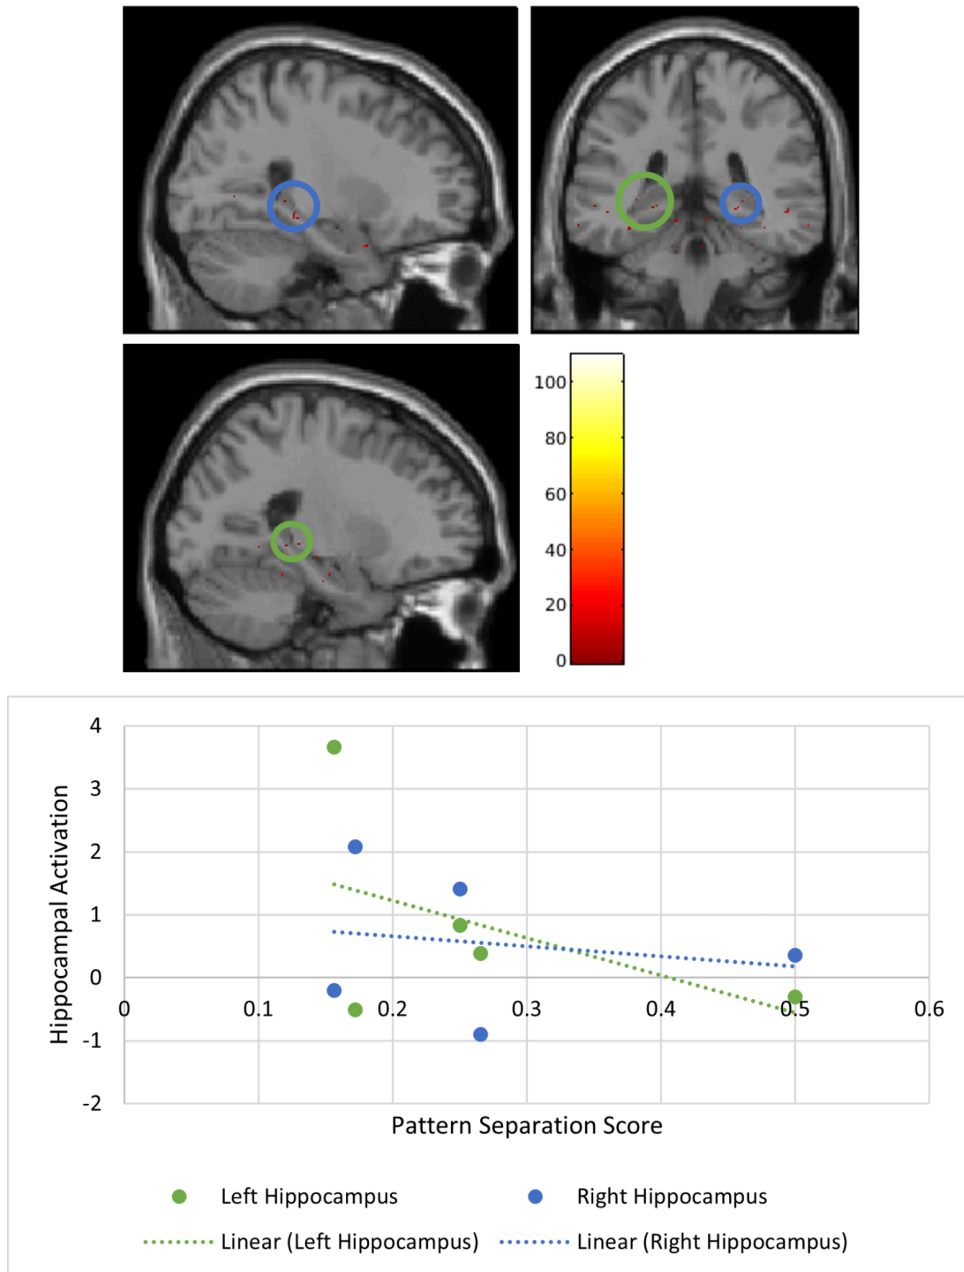 100
80
60
40
20
0
4
3
2
1
0
-1
-2
0 0.1 0.2 0.3 0.4 0.5 0.6
Hippocampal Activation
Pattern Separation Score
Left Hippocampus Right Hippocampus
Linear (Left Hippocampus) Linear (Right Hippocampus)